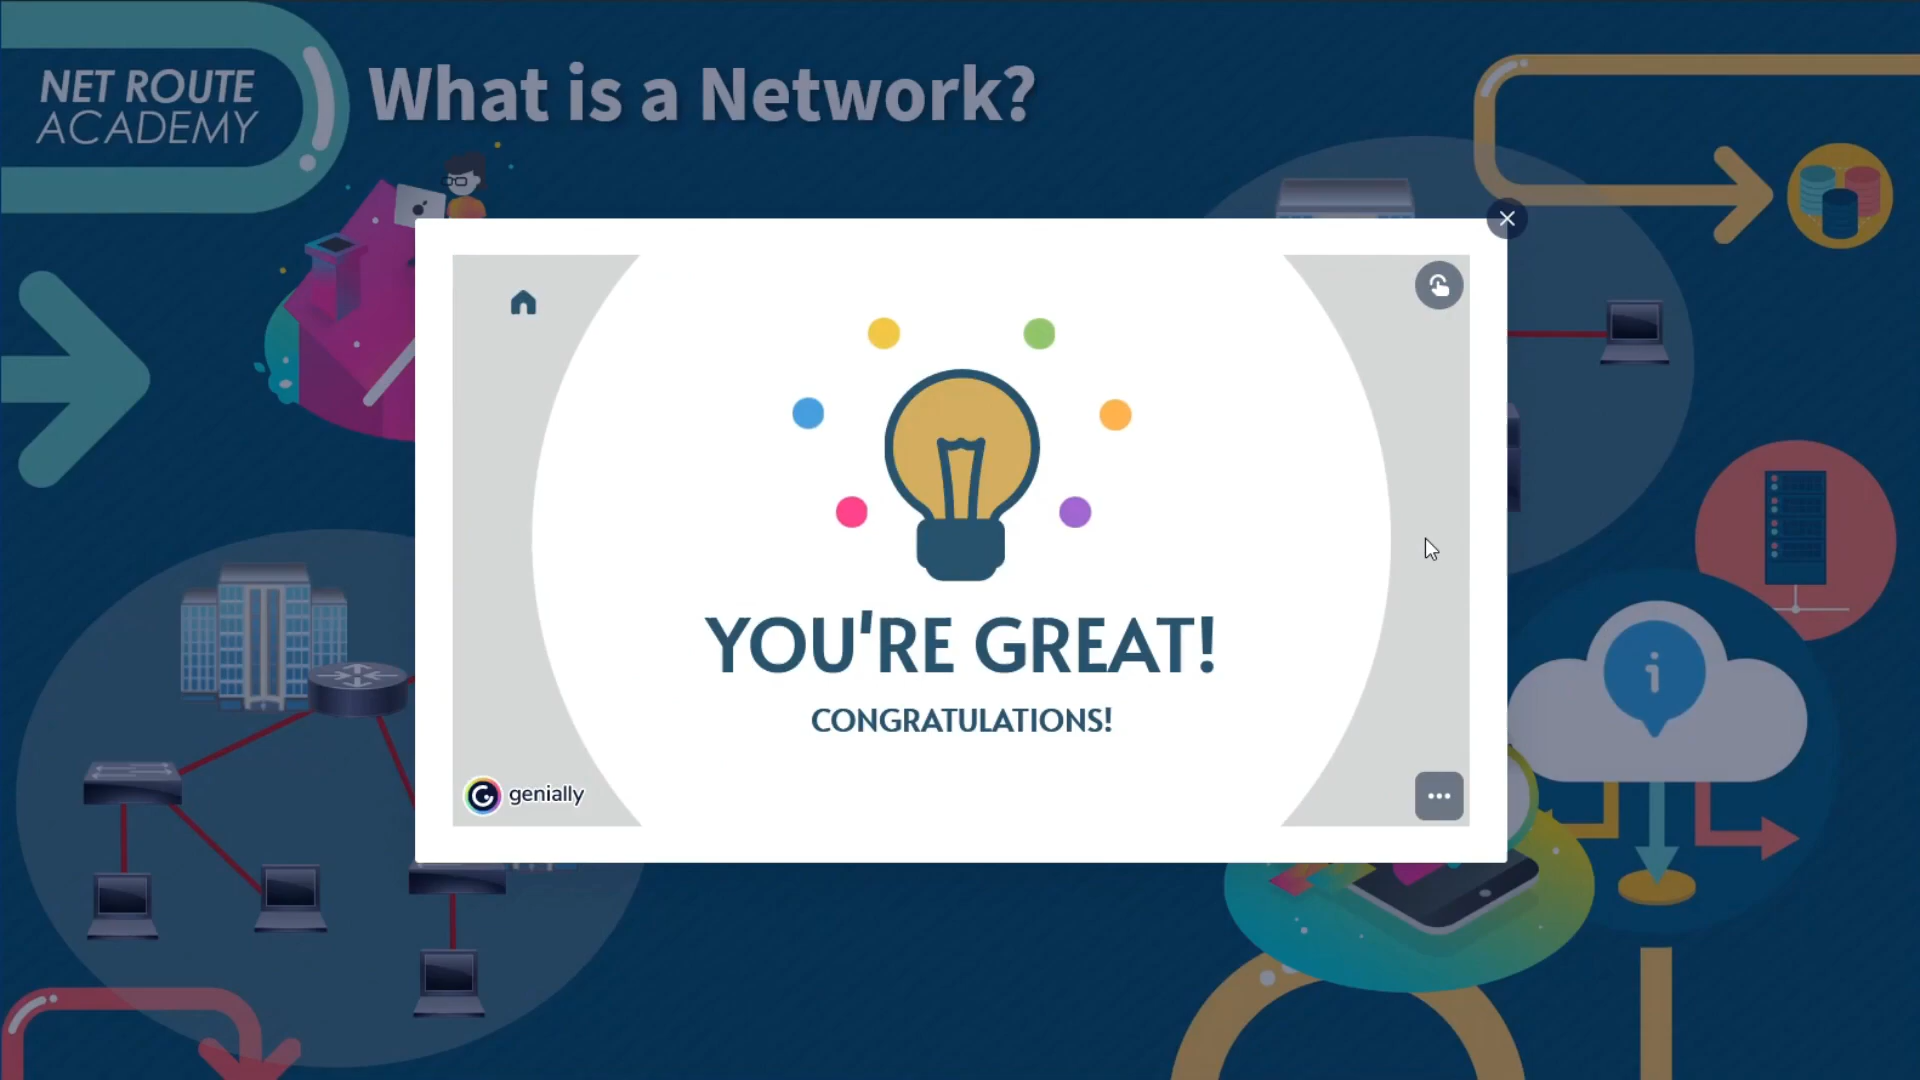 NET ROUTE
ACADEMY
What is a Network?
YOU'RE GREAT!
CONGRATULATIONS!
genially